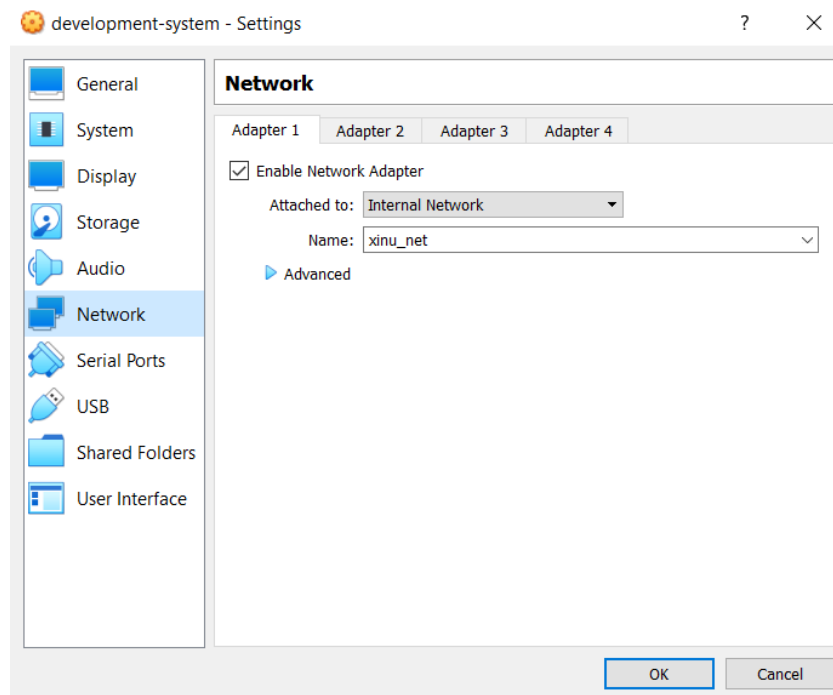 development-system - Settings
?
General
System
Display
Storage
Audio
Network
Serial Ports
USB
Shared Folders
User Interface
Network
Adapter 1
Adapter 2
Adapter 3
Adapter 4
Enable Network Adapter
Attached to: Internal Network
Name: xinu_net
Advanced
OK
Cancel